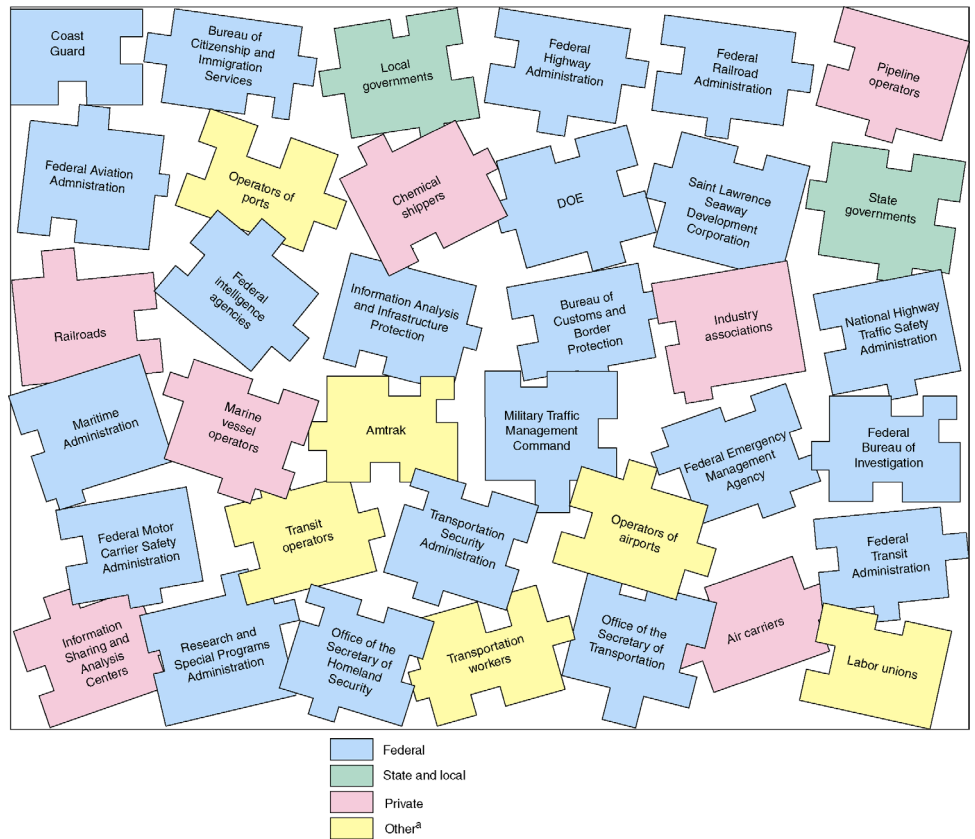 Coast
Guard
Bureau of
Citizenship and
Immigration
Services
Local
governments
Federal
Highway
Administration
Federal
Railroad
Administration
Pipeline
operators
Federal Aviation
Admnistration
Operators of
ports
Chemical
shippers
DOE
Saint Lawrence
Seaway
Development
Corporation
State
governments
Railroads
Federal
intelligence
agencies
Information Analysis
and Infrastructure
Protection
Bureau of
Customs and
Border
Protection
Industry
associations
National Highway
Traffic Safety
Administration
Maritime
Administration
Marine
vessel
operators
Amtrak
Military Traffic
Management
Command
Federal Emergency
Management
Agency
Federal
Bureau of
Investigation
Federal Motor
Carrier Safety
Administration
Transit
operators
Transportation
Security
Administration
Operators of
airports
Federal
Transit
Administration
Information
Sharing and
Analysis
Centers
Research and
Special Programs
Administration
Office of the
Secretary of
Homeland
Security
Transportation
workers
Office of the
Secretary of
Transportation
Air carriers
Labor unions
Federal
State and local
Private
Otherª